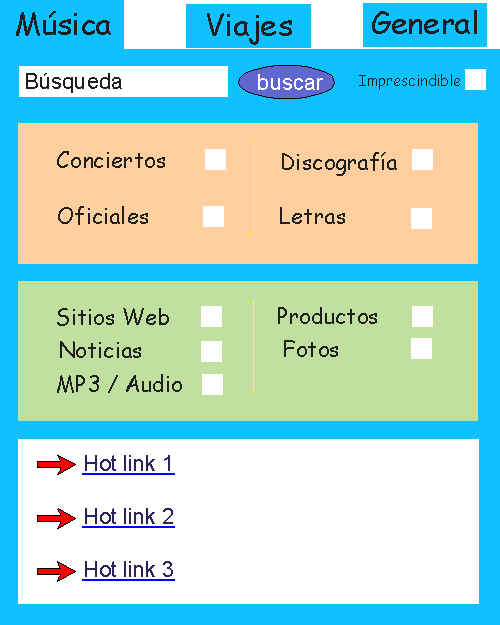 Música Viajes General
Búsqueda buscar Imprescindible
Conciertos Discografía
Oficiales Letras
Sitios Web Productos
Noticias Fotos
MP3 / Audio
Hot link 1
Hot link 2
Hot link 3